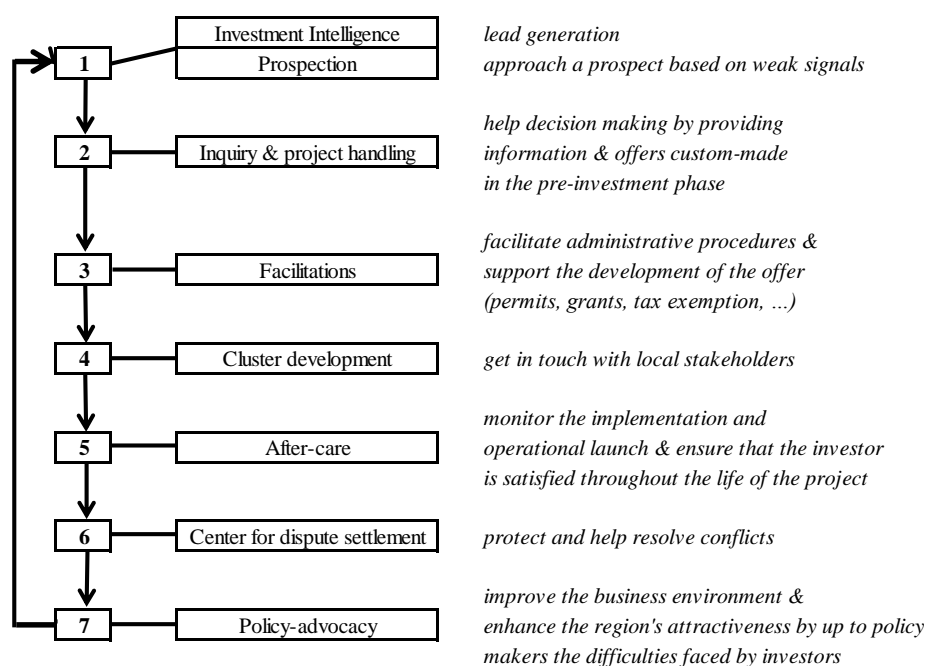 Investment Intelligence
lead generation
1
Prospection
approach a prospect based on weak signals
help decision making by providing
2
Inquiry & project handling
information & offers custom-made
in the pre-investment phase
facilitate administrative procedures &
3
Facilitations
support the development of the offer
(permits, grants, tax exemption, ...)
4
Cluster development
get in touch with local stakeholders
monitor the implementation and
5
After-care
operational launch & ensure that the investor
is satisfied throughout the life of the project
6
Center for dispute settlement
protect and help resolve conflicts
improve the business environment &
7
Policy-advocacy
enhance the region's attractiveness by up to policy
makers the difficulties faced by investors